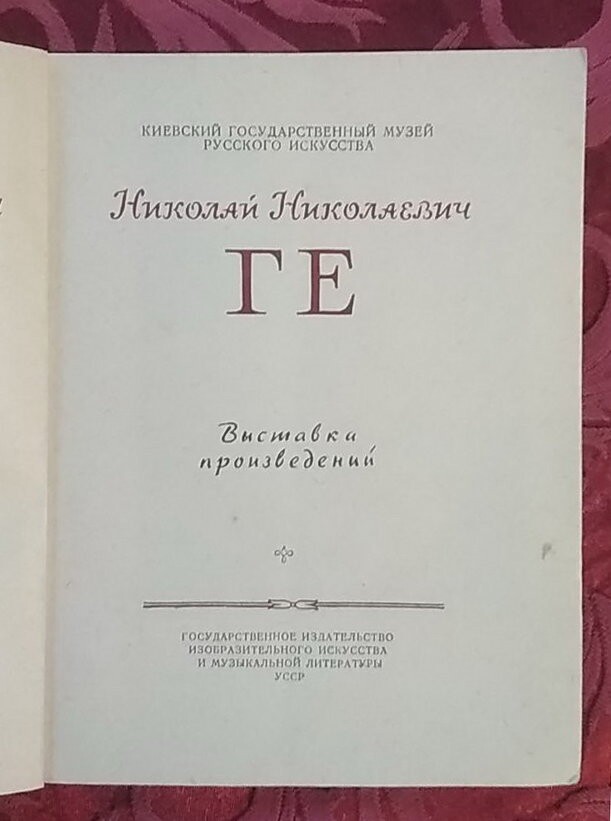 КИЕВСКИЙ ГОСУДАРСТВЕННЫЙ МУЗЕЙ
РУССКОГО ИСКУССТВА
Николай Николаевич
ГЕ
Выставка
произведений
ГОСУДАРСТВЕННОЕ ИЗДАТЕЛЬСТВО
ИЗОБРАЗИТЕЛЬНОГО ИСКУССТВА
И МУЗЫКАЛЬНОЙ ЛИТЕРАТУРЫ
УССР